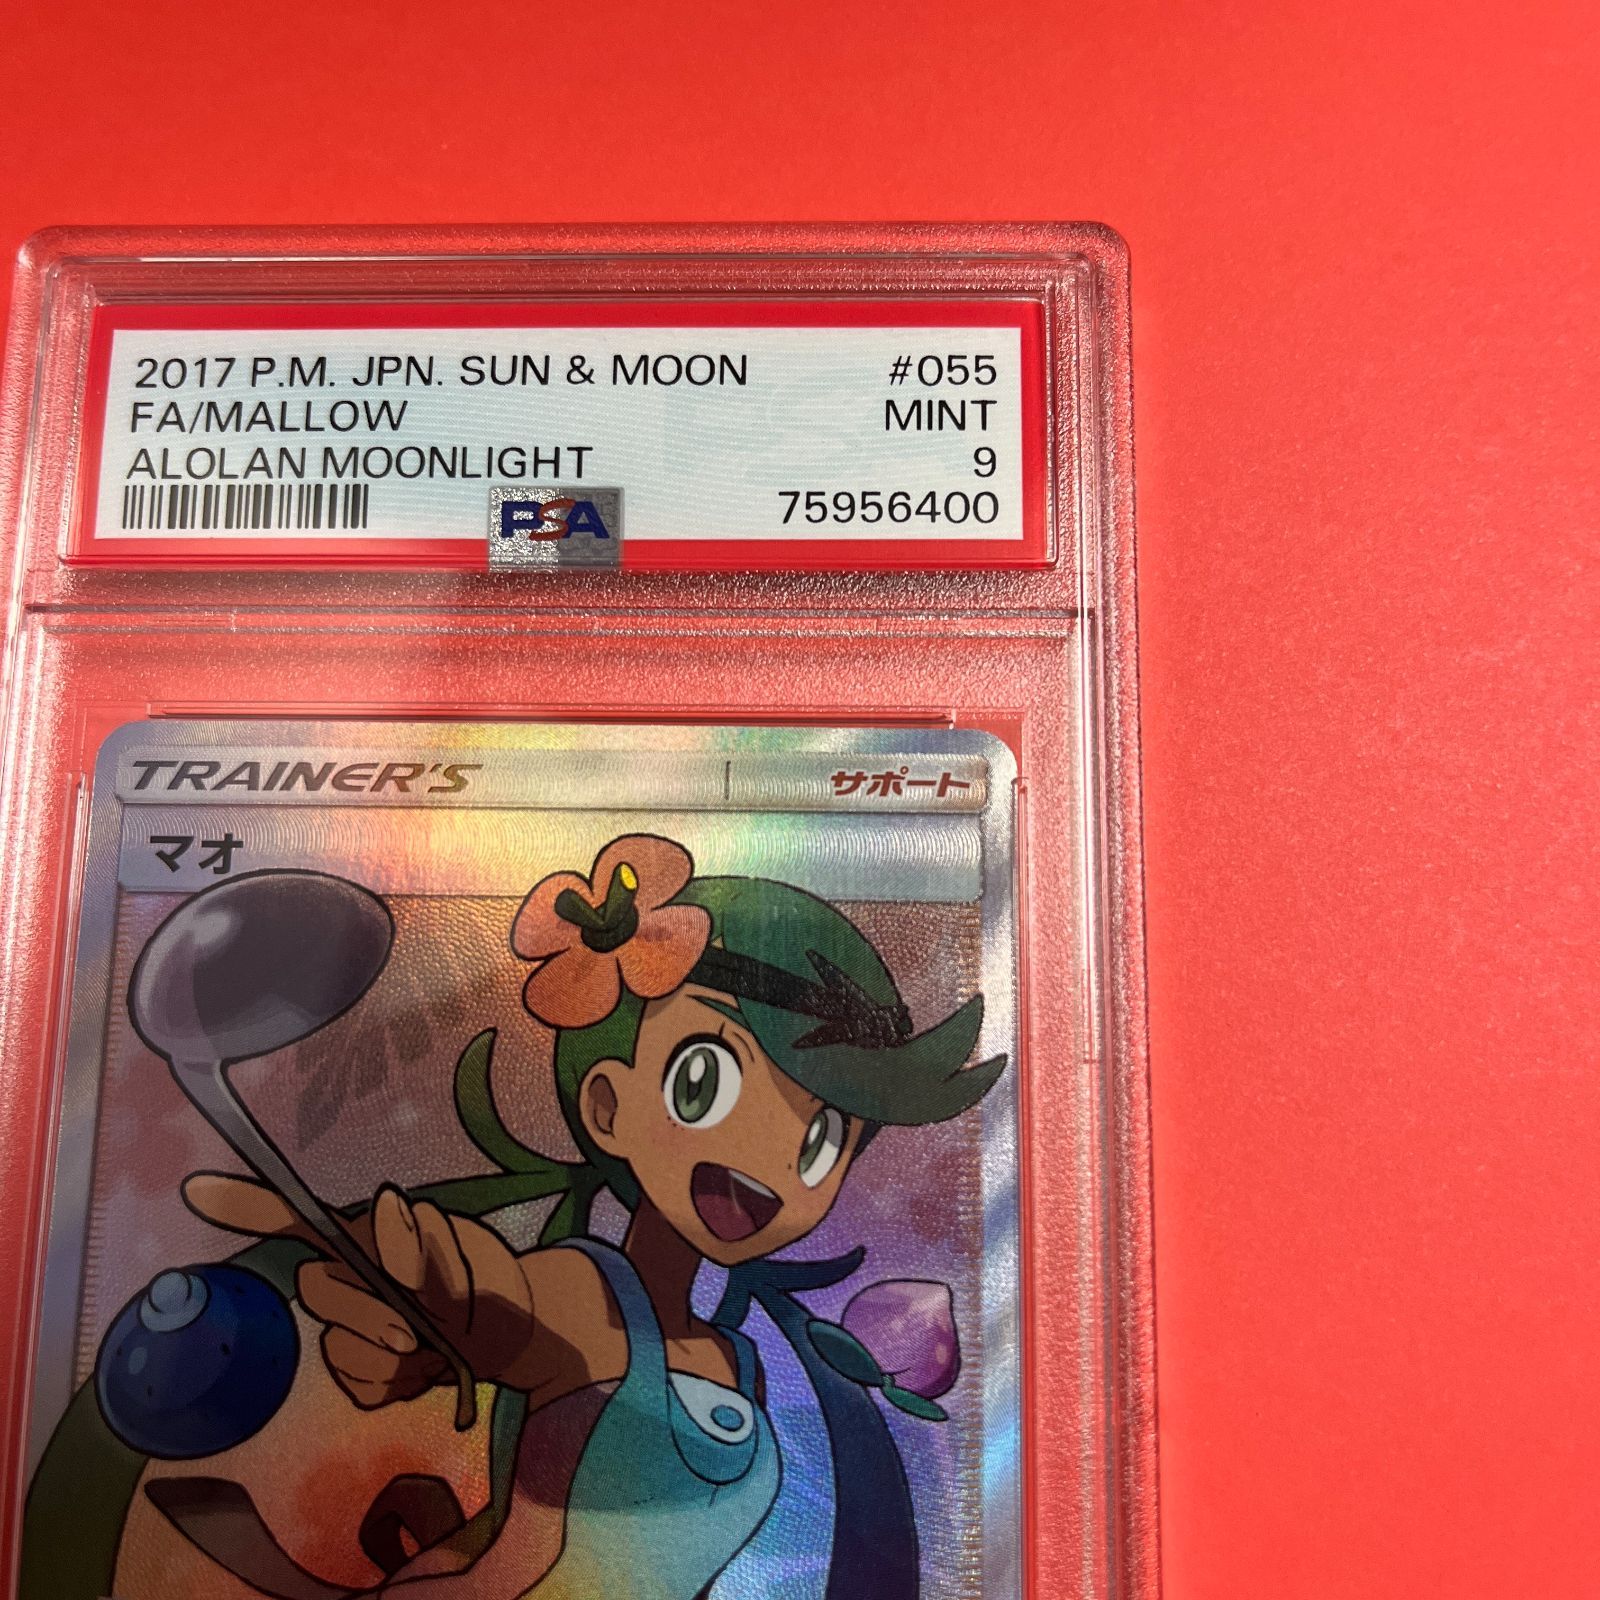 2017 P.M. JPN. SUN & MOON #055
FA/MALLOW MINT
ALOLAN MOONLIGHT 9
PSA 75956400
TRAINER'S サポート
マオ